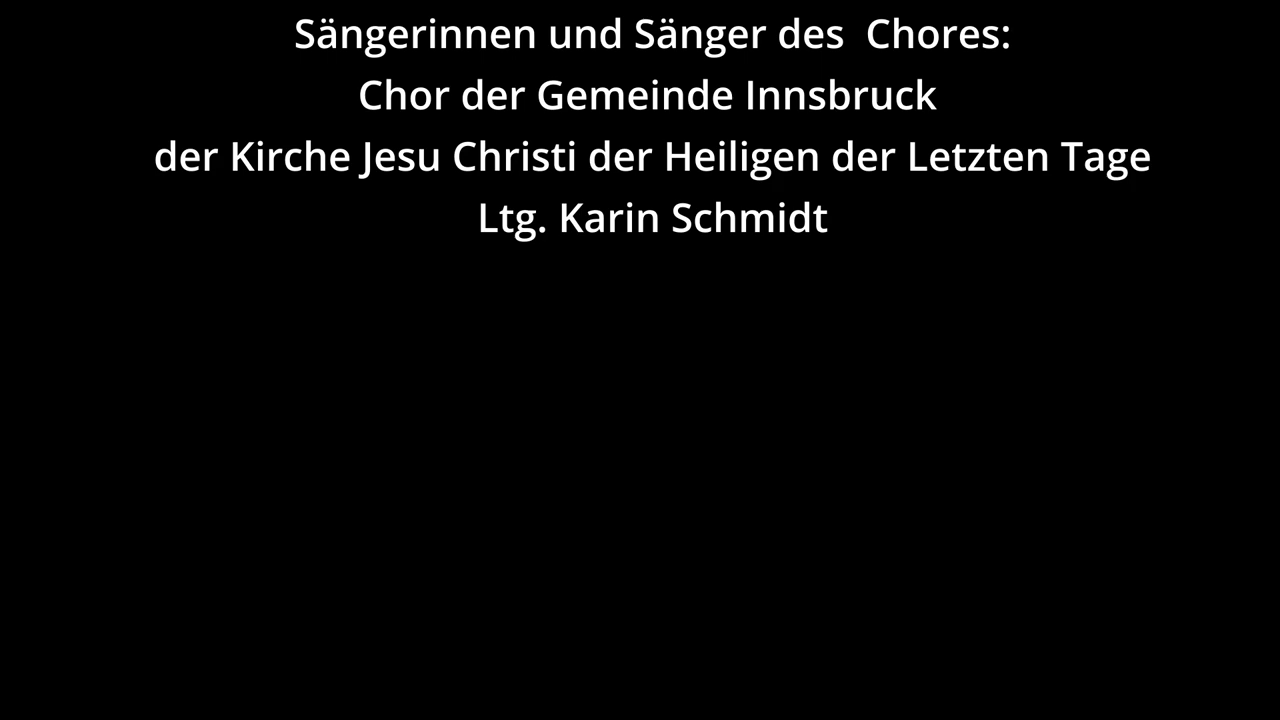 Sängerinnen und Sänger des  Chores:
Chor der Gemeinde Innsbruck
der Kirche Jesu Christi der Heiligen der Letzten Tage
Ltg. Karin Schmidt